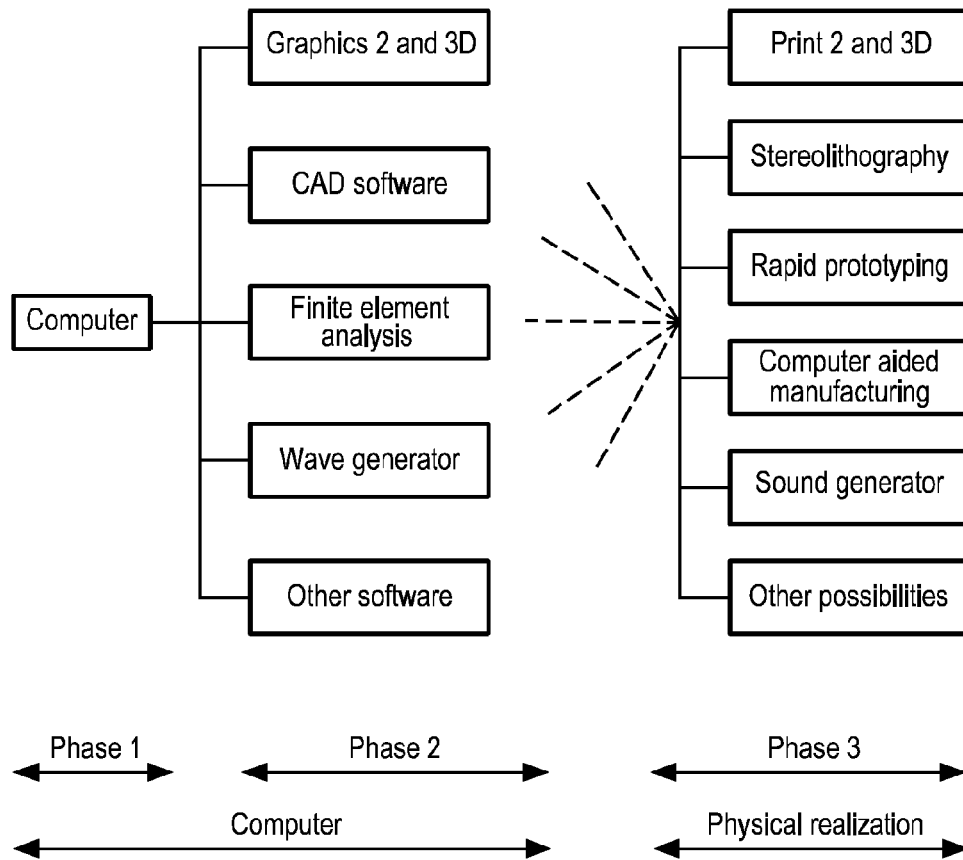 Graphics 2 and 3D
CAD software
Computer
Finite element
analysis
Wave generator
Other software
Print 2 and 3D
Stereolithography
Rapid prototyping
Computer aided
manufacturing
Sound generator
Other possibilities
Phase 1
Phase 2
Phase 3
Computer
Physical realization